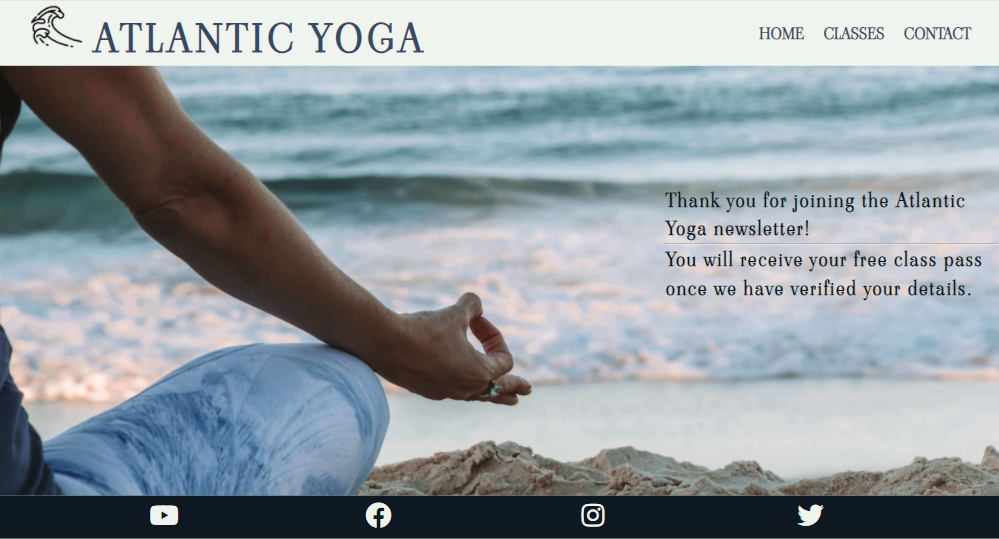 ATLANTIC YOGA
HOME CLASSES CONTACT
Thank you for joining the Atlantic
Yoga newsletter!
You will receive your free class pass
once we have verified your details.